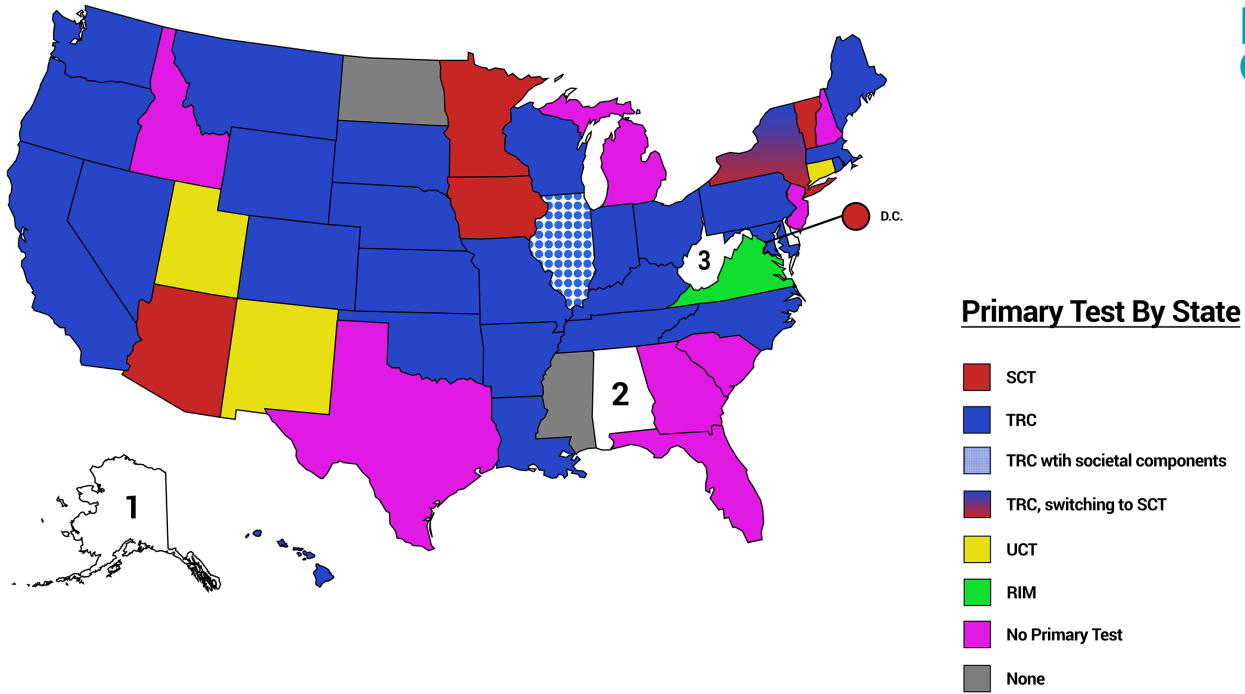 3
D.C.
2
1
Primary Test By State
SCT
TRC
TRC wtih societal components
TRC, switching to SCT
UCT
RIM
No Primary Test
None